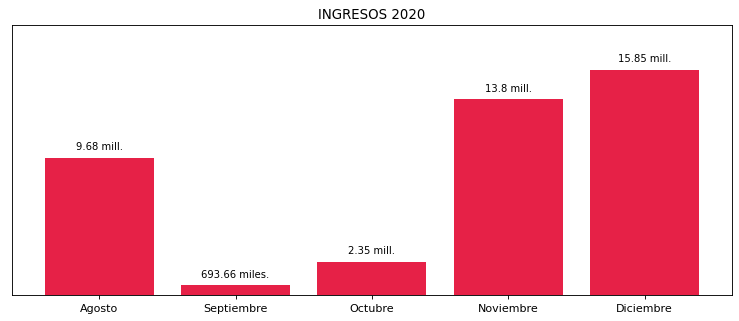 INGRESOS 2020
15.85 mill.
13.8 mill.
9.68 mill.
2.35 mill.
693.66 miles.
Agosto Septiembre Octubre Noviembre Diciembre